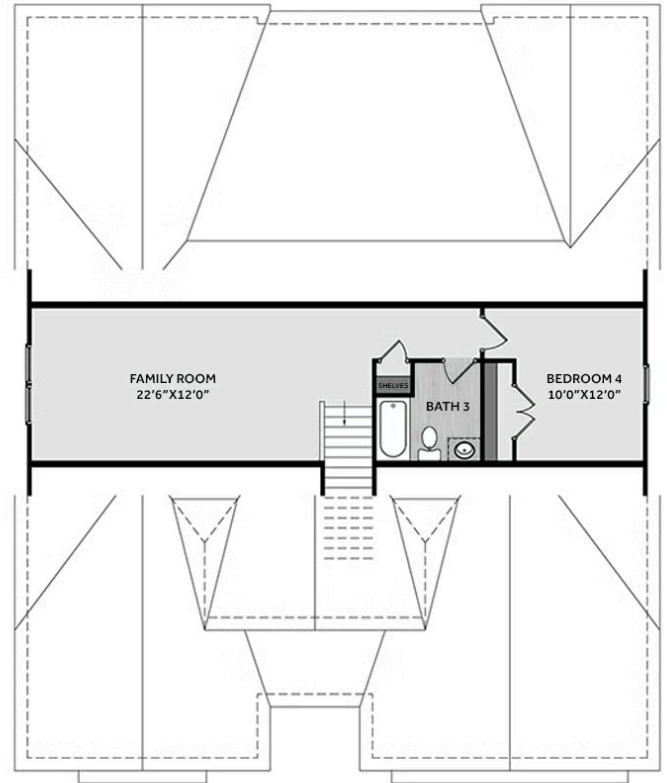 FAMILY ROOM
22'6"X12'0"
SHELVES
BATH 3
BEDROOM 4
10'0"X12'0"